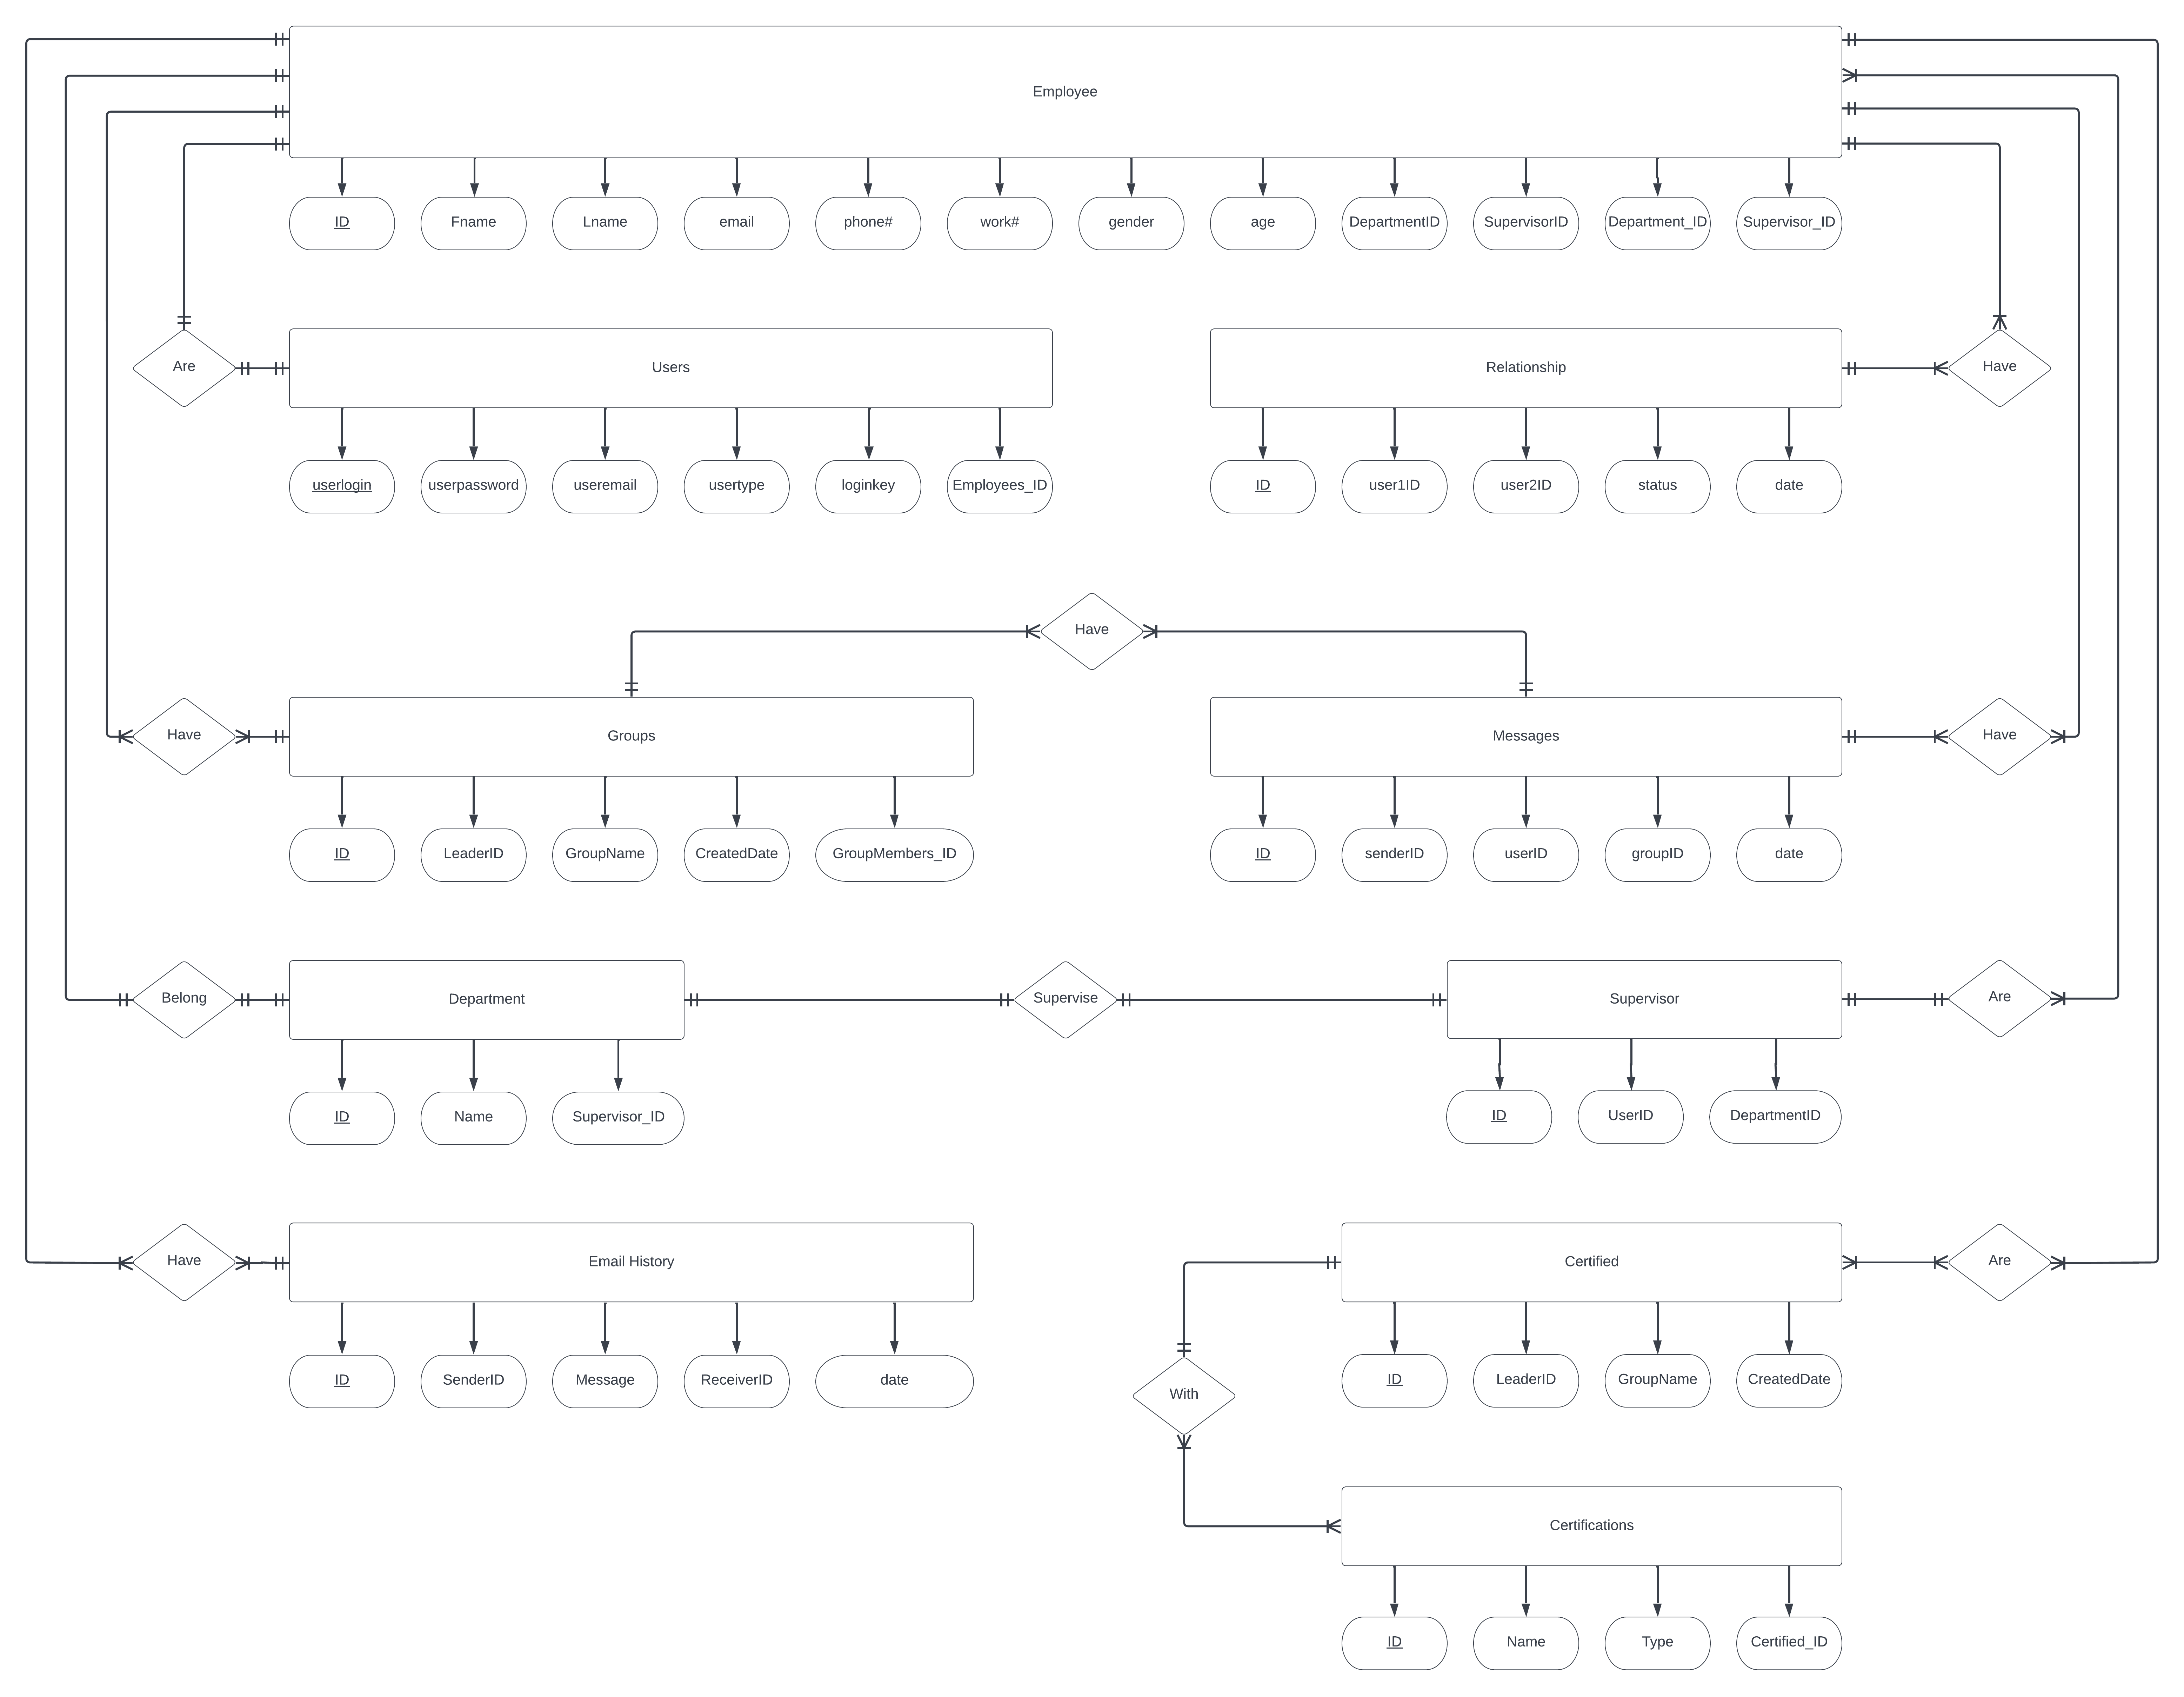 Employee
ID
Fname
Lname
email
phone#
work#
gender
age
DepartmentID
SupervisorID
Department_ID
Supervisor_ID
Are
Users
Relationship
Have
userlogin
userpassword
useremail
usertype
loginkey
Employees_ID
ID
user1ID
user2ID
status
date
Have
Have
Groups
Messages
Have
ID
LeaderID
GroupName
CreatedDate
GroupMembers_ID
ID
senderID
userID
groupID
date
Belong
Department
Supervise
Supervisor
Are
ID
Name
Supervisor_ID
ID
UserID
DepartmentID
Have
Email History
Certified
Are
ID
SenderID
Message
ReceiverID
date
ID
LeaderID
GroupName
CreatedDate
With
Certifications
ID
Name
Type
Certified_ID